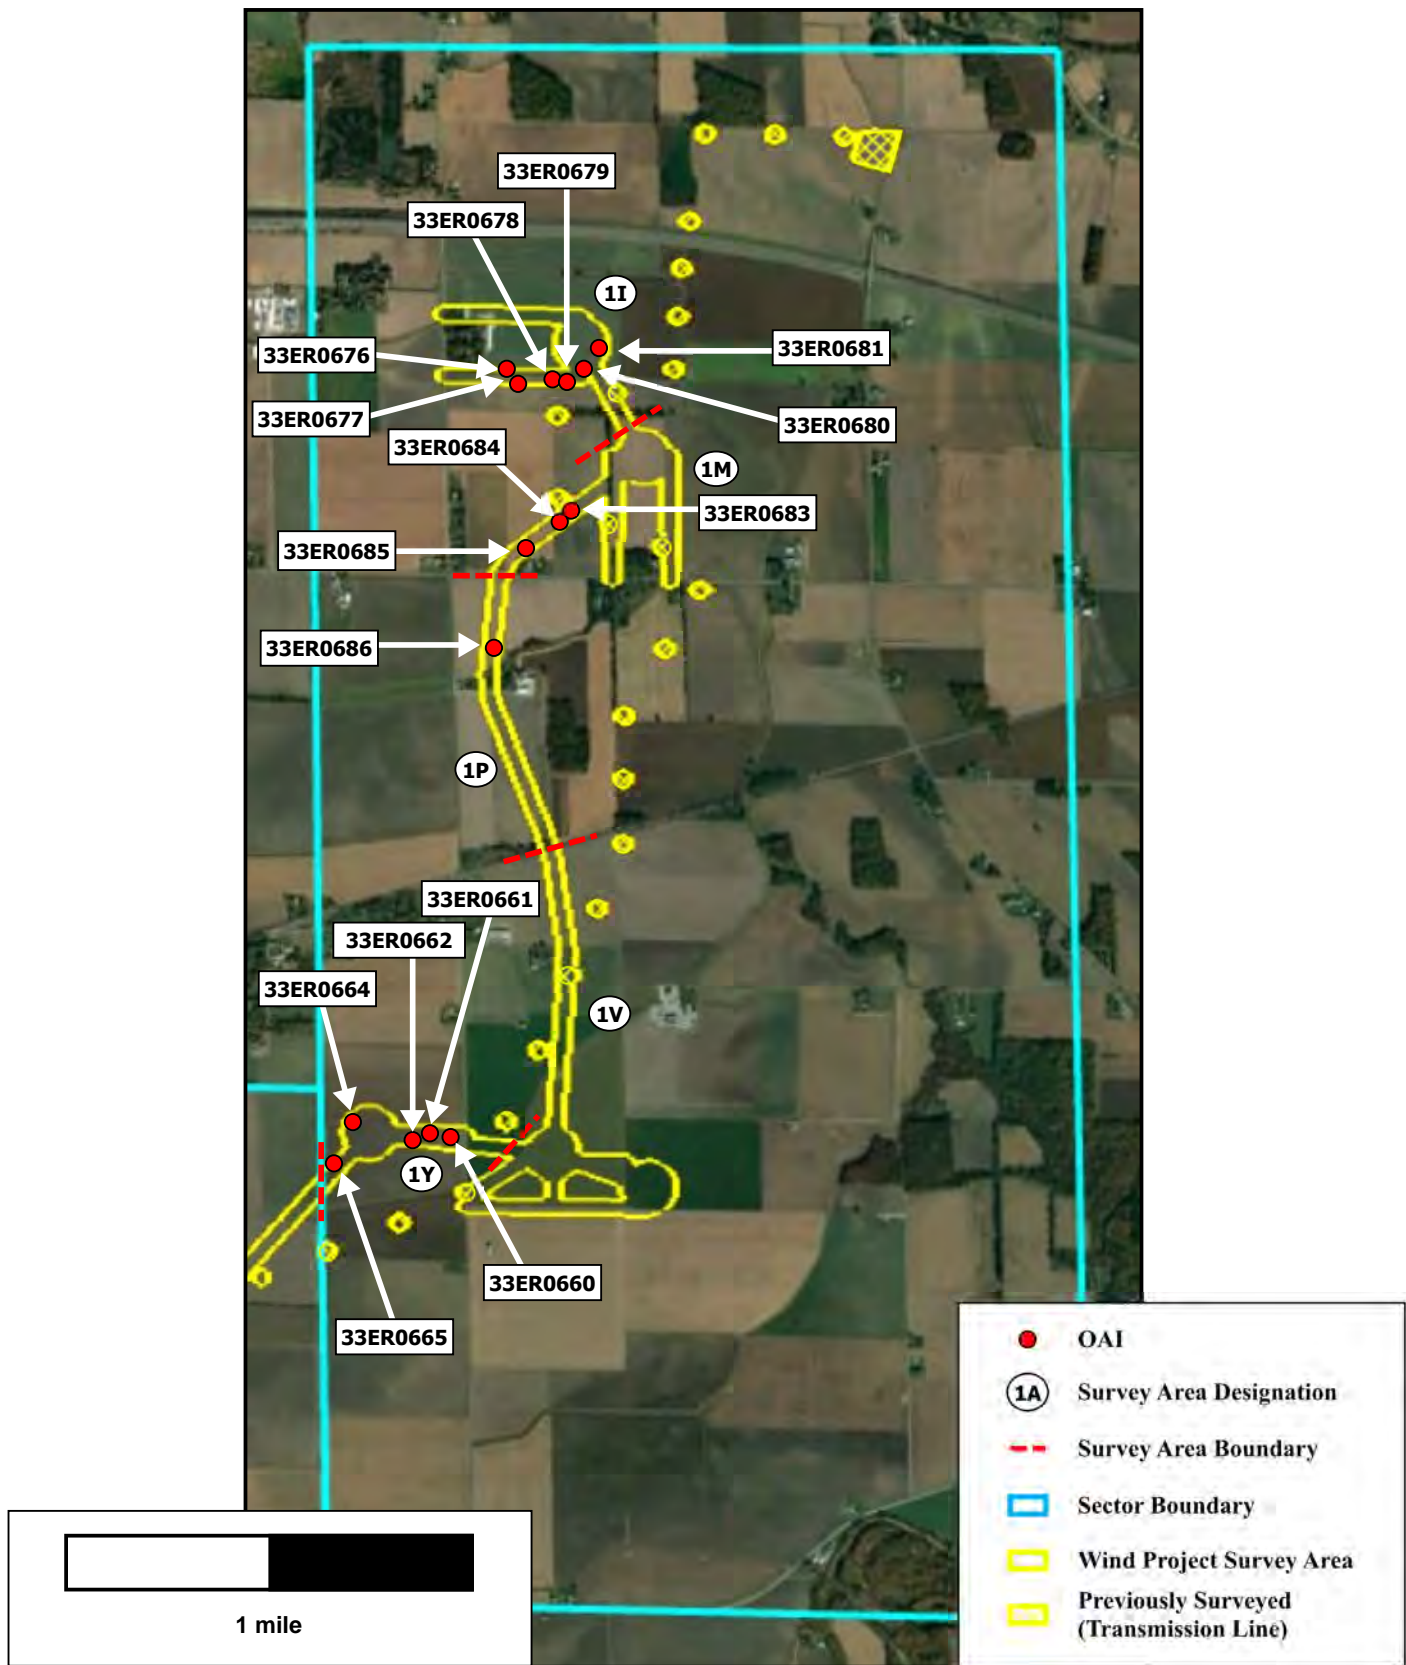 33ER0679
33ER0678
1I
33ER0676
33ER0681
33ER0677
33ER0680
33ER0684
1M
33ER0683
33ER0685
33ER0686
1P
33ER0661
33ER0662
33ER0664
1V
1Y
33ER0660
33ER0665
OAI
1A Survey Area Designation
Survey Area Boundary
Sector Boundary
Wind Project Survey Area
Previously Surveyed
(Transmission Line)
1 mile